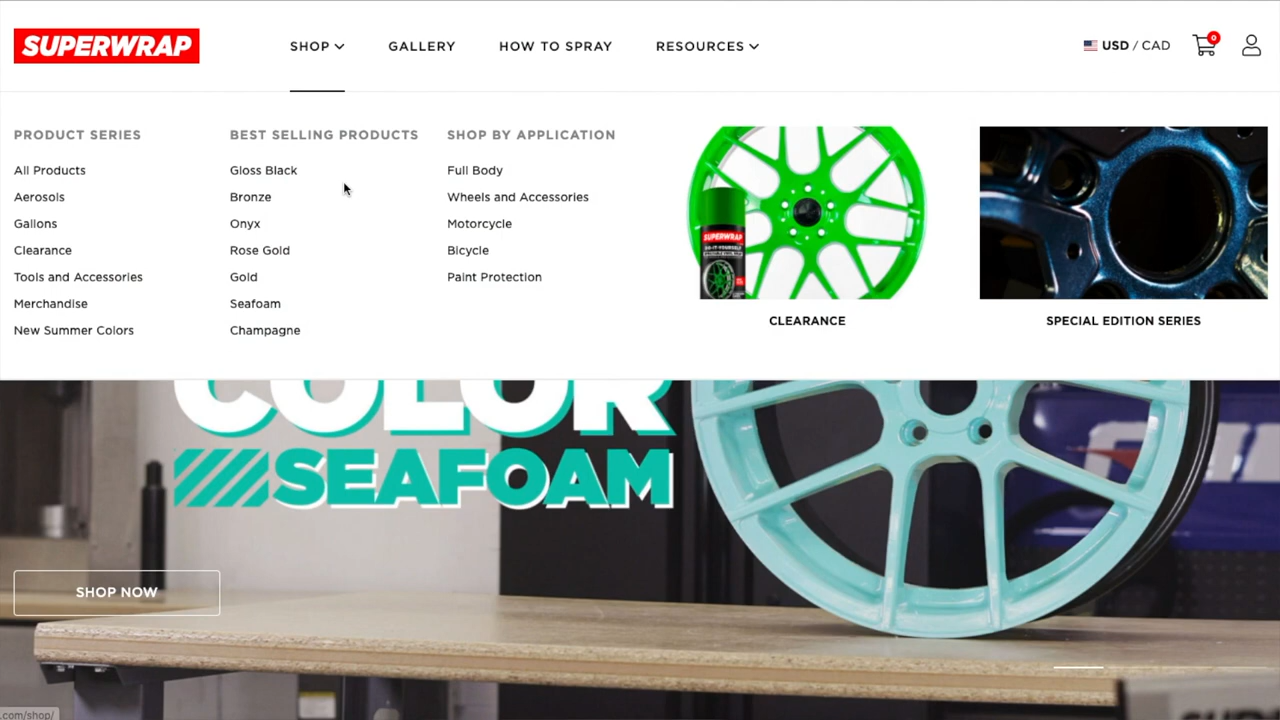 SUPERWRAP
SHOP
GALLERY
HOW TO SPRAY
RESOURCES
USD / CAD
0
PRODUCT SERIES
All Products
Aerosols
Gallons
Clearance
Tools and Accessories
Merchandise
New Summer Colors
BEST SELLING PRODUCTS
Gloss Black
Bronze
Onyx
Rose Gold
Gold
Seafoam
Champagne
SHOP BY APPLICATION
Full Body
Wheels and Accessories
Motorcycle
Bicycle
Paint Protection
SUPERWRAP
CLEARANCE
SPECIAL EDITION SERIES
COLOR
SEAFOAM
SHOP NOW
.com/shop/